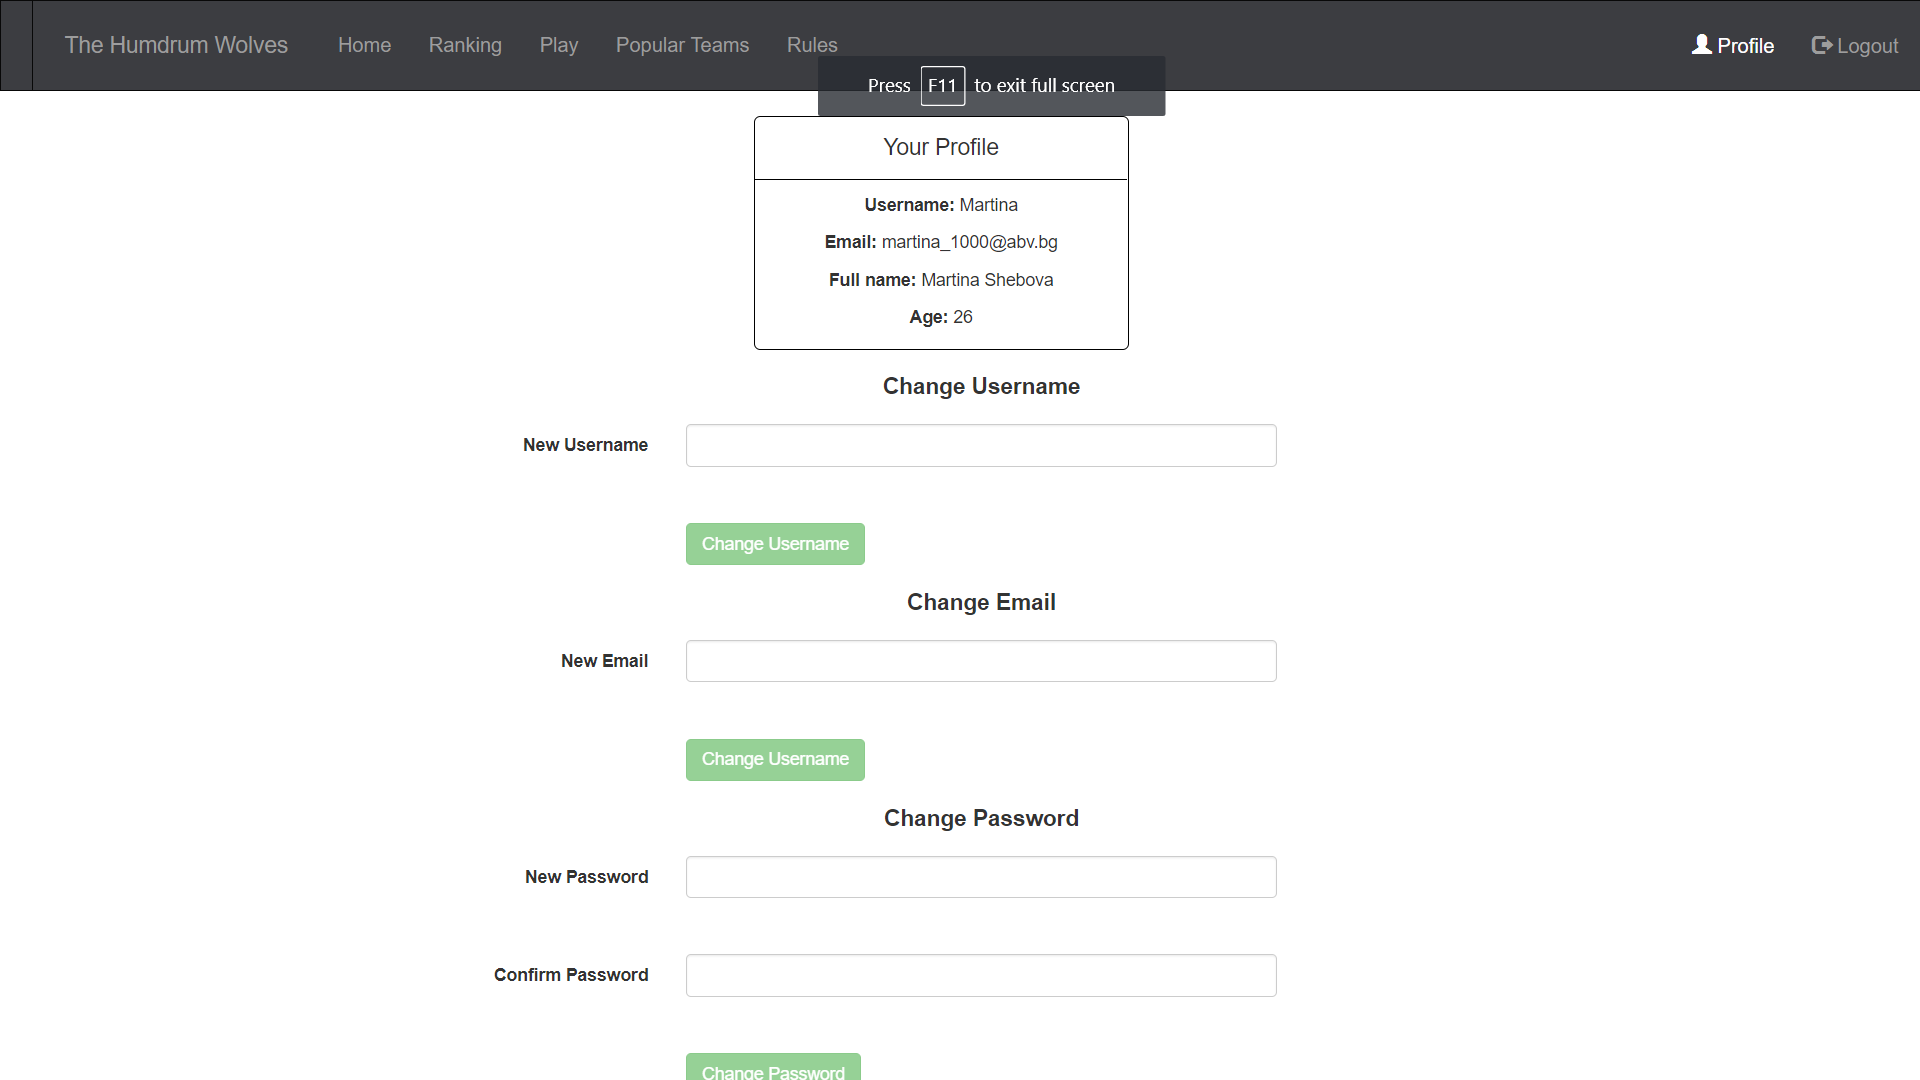 The Humdrum Wolves Home Ranking Play Popular Teams Rules Profile Logout
Press F11 to exit full screen
Your Profile
Username: Martina
Email: martina_1000@abv.bg
Full name: Martina Shebova
Age: 26
Change Username
New Username
Change Username
Change Email
New Email
Change Username
Change Password
New Password
Confirm Password
Change Password